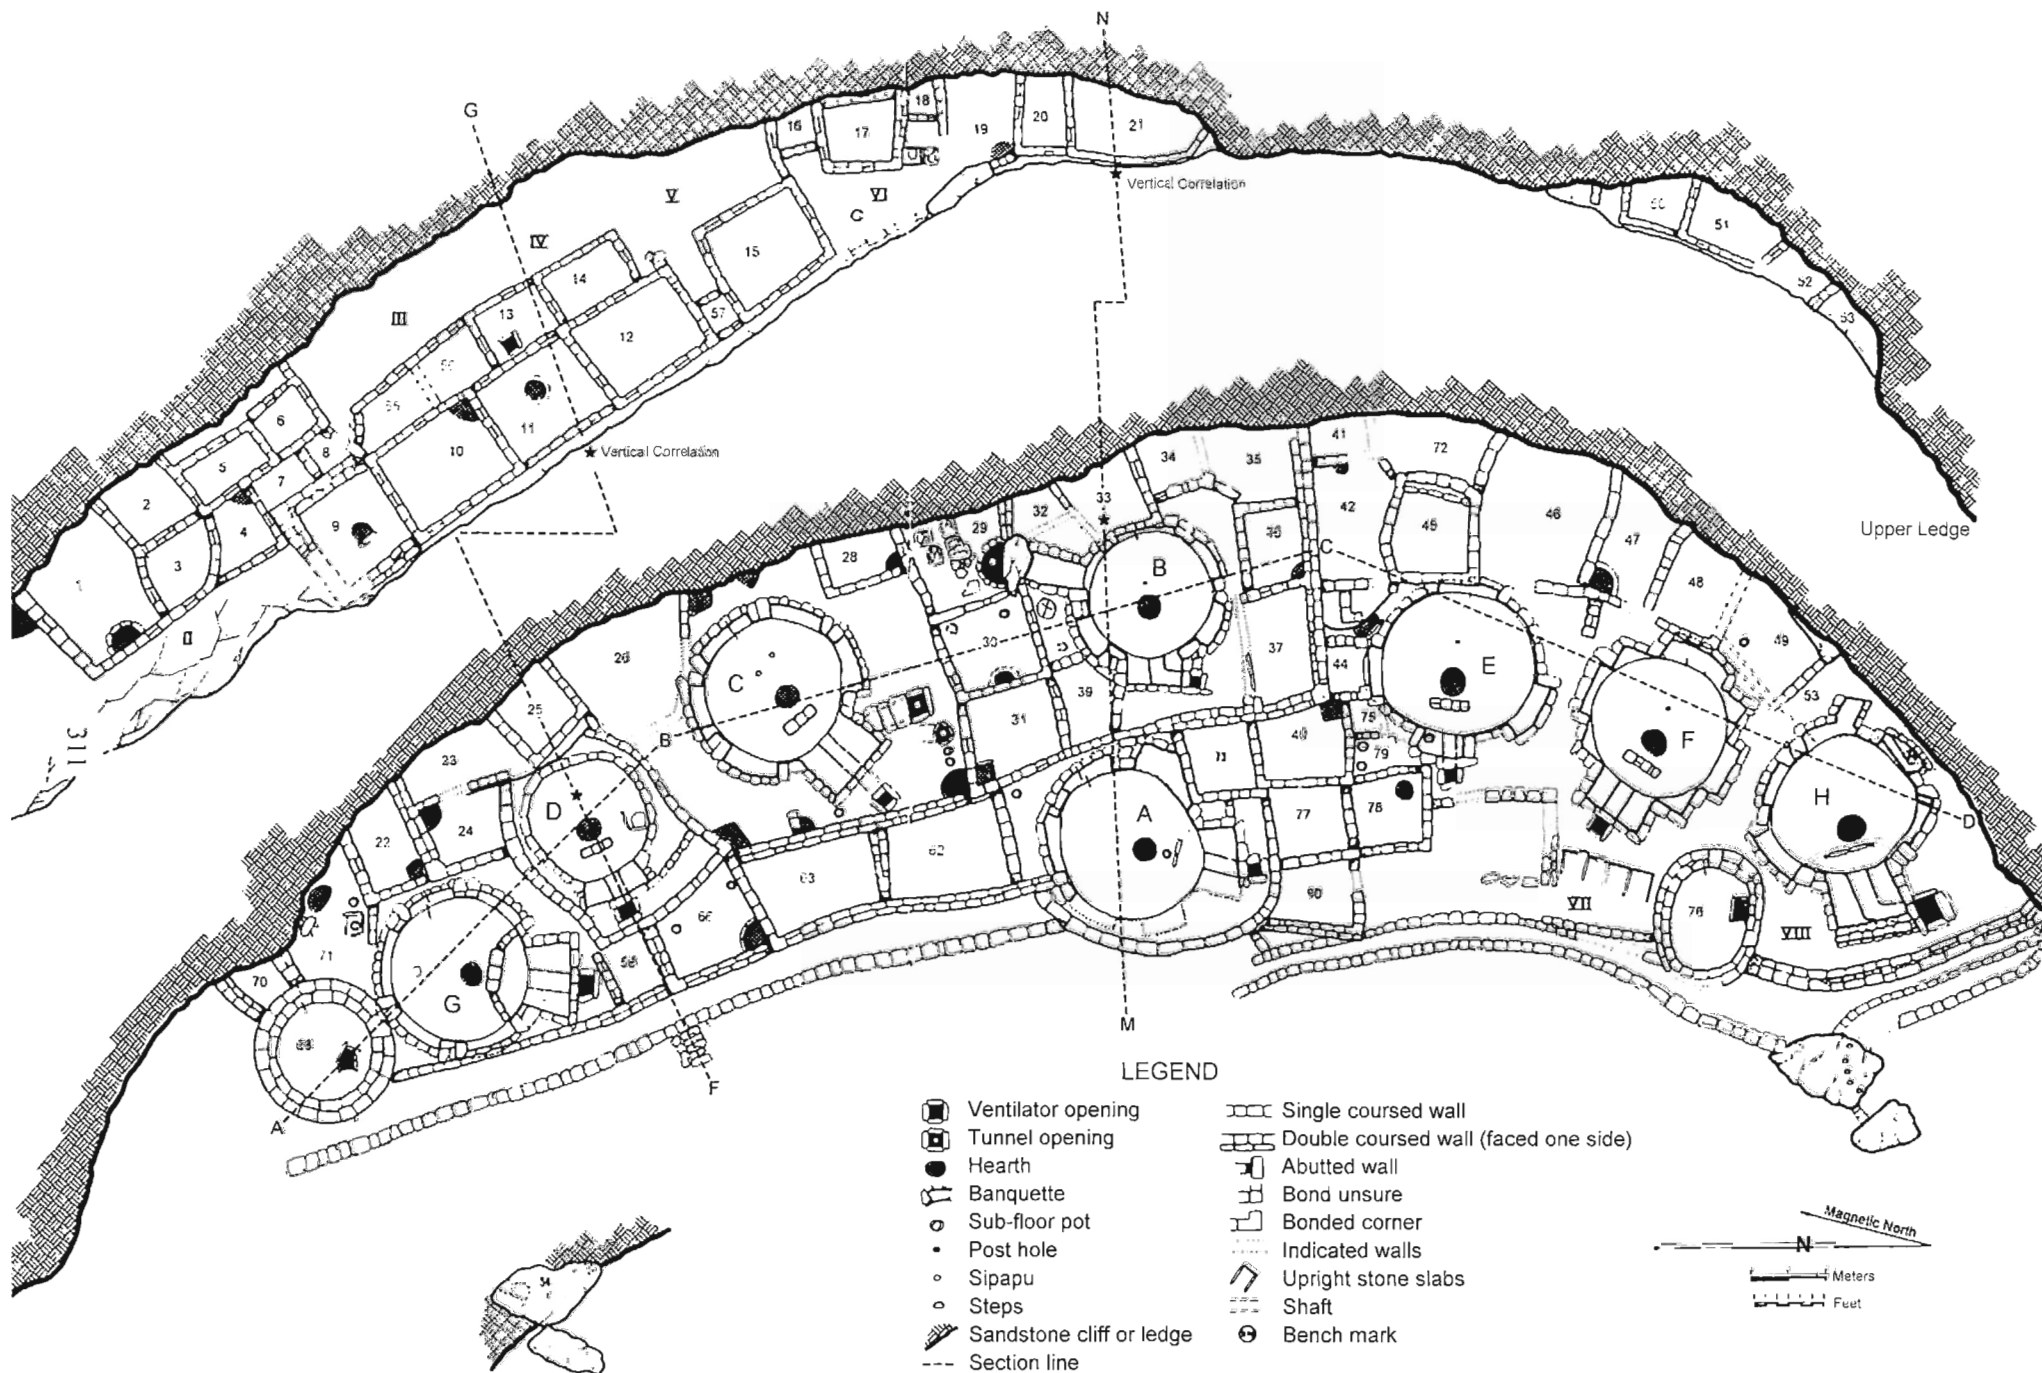 N
G
18
16
17
19
20
21
V
VI
Vertical Correlation
51
IV
15
14
52
III
13
57
12
6
11
5
8
10
Vertical Correlation
7
2
41
72
34
35
4
9
33
3
32
42
45
46
29
Upper Ledge
47
C
28
B
1
48
II
30
37
49
26
C
E
44
39
53
25
31
B
F
311
23
75
79
D
A
H
24
77
78
D
22
62
63
66
VII
76
VIII
71
70
G
M
F
A
LEGEND
Ventilator opening
Tunnel opening
Hearth
Banquette
Sub-floor pot
Post hole
Sipapu
Steps
Sandstone cliff or ledge
Section line
Single coursed wall
Double coursed wall (faced one side)
Abutted wall
Bond unsure
Bonded corner
Indicated walls
Upright stone slabs
Shaft
Bench mark
Magnetic North
N
Meters
Feet